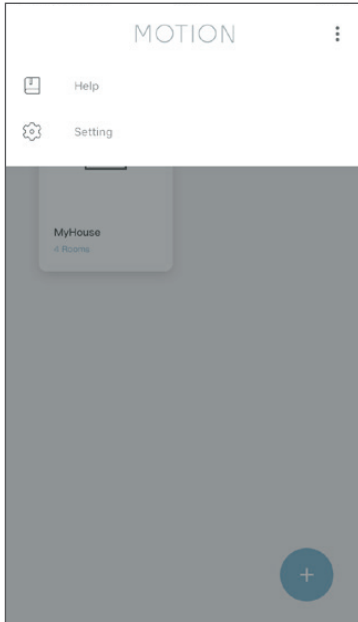 MOTION
Help
Setting
MyHouse
4 Rooms
+